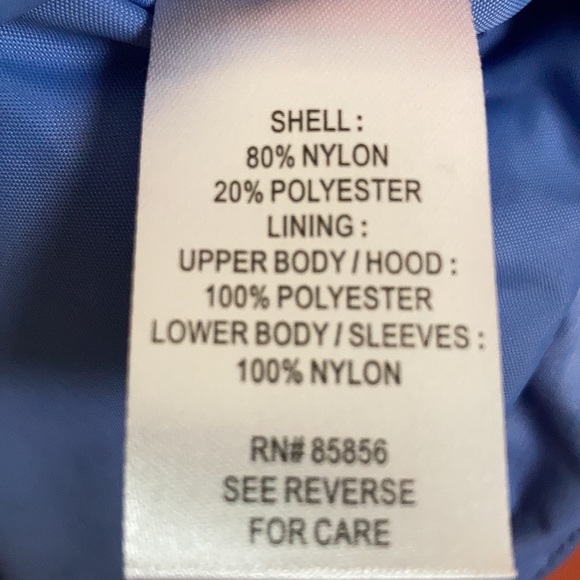 SHELL :
80% NYLON
20% POLYESTER
LINING :
UPPER BODY / HOOD :
100% POLYESTER
LOWER BODY / SLEEVES :
100% NYLON
RN# 85856
SEE REVERSE
FOR CARE